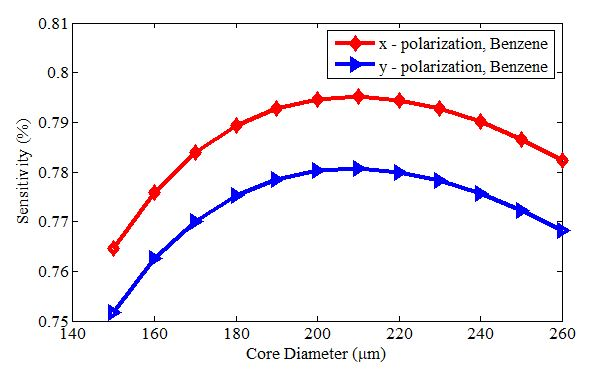 0.81
0.8
0.79
0.78
0.77
0.76
0.75
Sensitivity (%)
x - polarization, Benzene
y - polarization, Benzene
140 160 180 200 220 240 260
Core Diameter (μm)